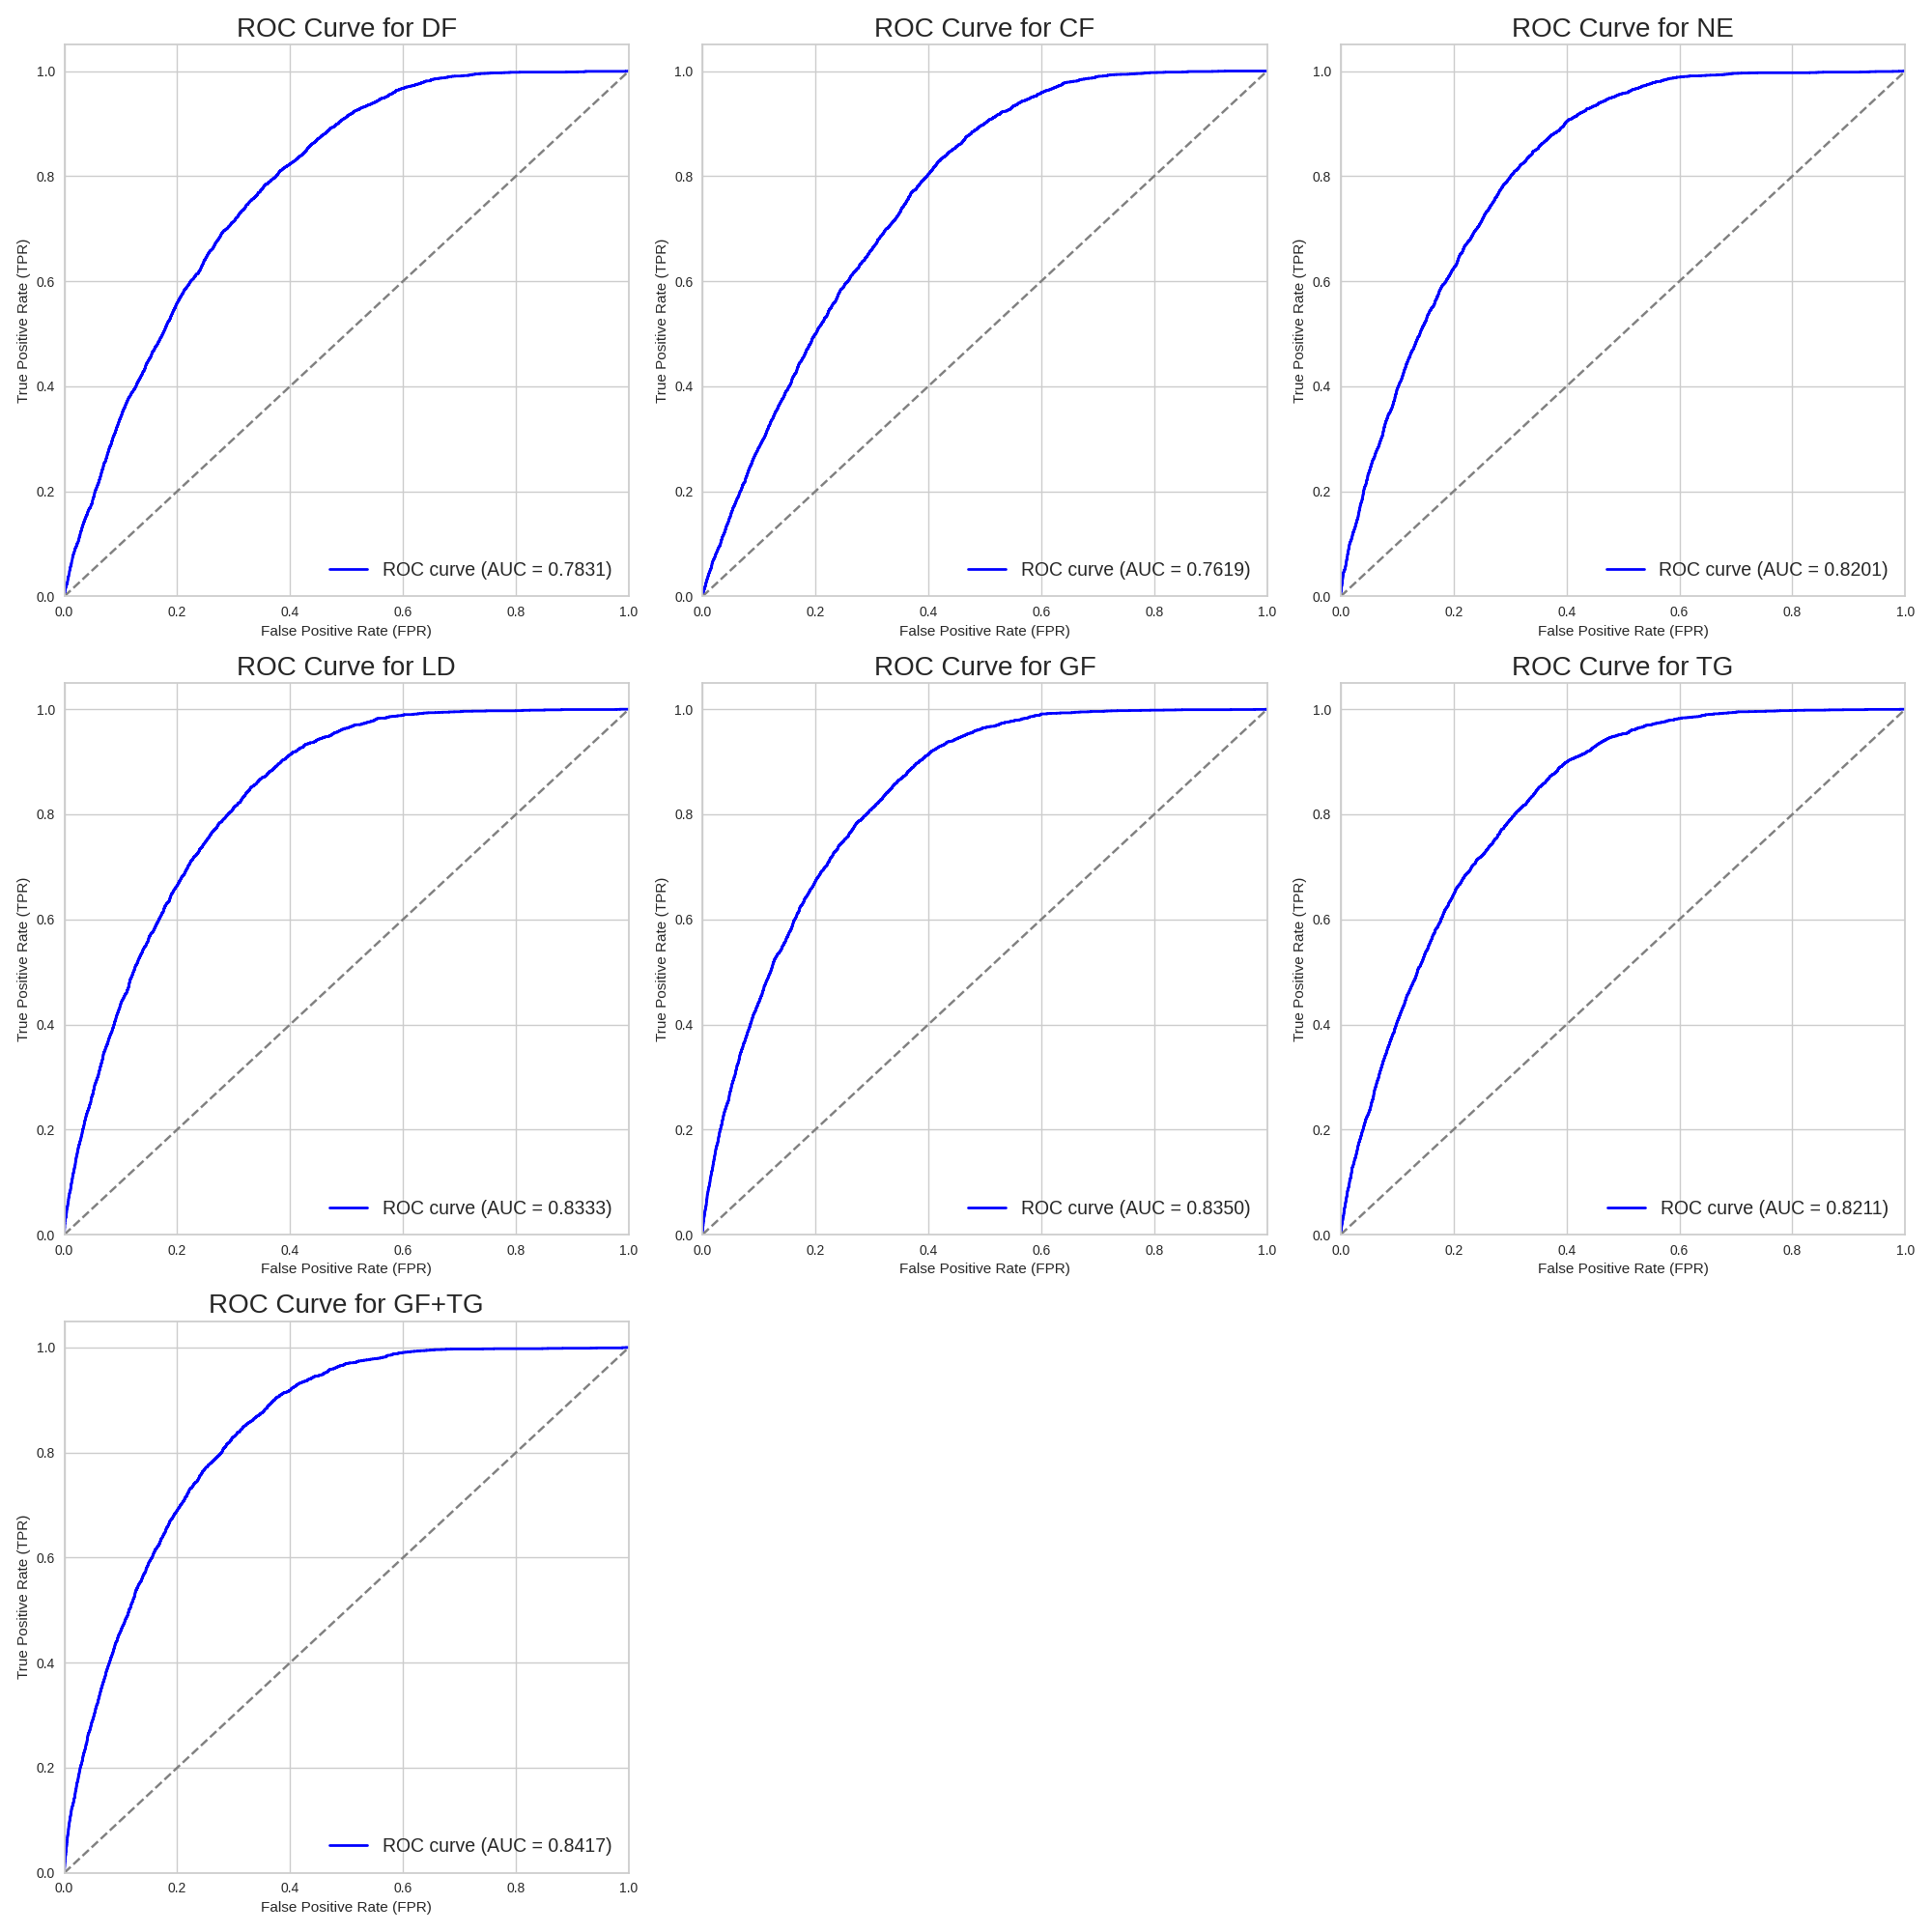 ROC Curve for DF
True Positive Rate (TPR)
1.0
0.8
0.6
0.4
0.2
0.0
ROC curve (AUC = 0.7831)
0.0 0.2 0.4 0.6 0.8 1.0
False Positive Rate (FPR)
ROC Curve for CF
True Positive Rate (TPR)
1.0
0.8
0.6
0.4
0.2
0.0
ROC curve (AUC = 0.7619)
0.0 0.2 0.4 0.6 0.8 1.0
False Positive Rate (FPR)
ROC Curve for NE
True Positive Rate (TPR)
1.0
0.8
0.6
0.4
0.2
0.0
ROC curve (AUC = 0.8201)
0.0 0.2 0.4 0.6 0.8 1.0
False Positive Rate (FPR)
ROC Curve for LD
True Positive Rate (TPR)
1.0
0.8
0.6
0.4
0.2
0.0
ROC curve (AUC = 0.8333)
0.0 0.2 0.4 0.6 0.8 1.0
False Positive Rate (FPR)
ROC Curve for GF
True Positive Rate (TPR)
1.0
0.8
0.6
0.4
0.2
0.0
ROC curve (AUC = 0.8350)
0.0 0.2 0.4 0.6 0.8 1.0
False Positive Rate (FPR)
ROC Curve for TG
True Positive Rate (TPR)
1.0
0.8
0.6
0.4
0.2
0.0
ROC curve (AUC = 0.8211)
0.0 0.2 0.4 0.6 0.8 1.0
False Positive Rate (FPR)
ROC Curve for GF+TG
True Positive Rate (TPR)
1.0
0.8
0.6
0.4
0.2
0.0
ROC curve (AUC = 0.8417)
0.0 0.2 0.4 0.6 0.8 1.0
False Positive Rate (FPR)